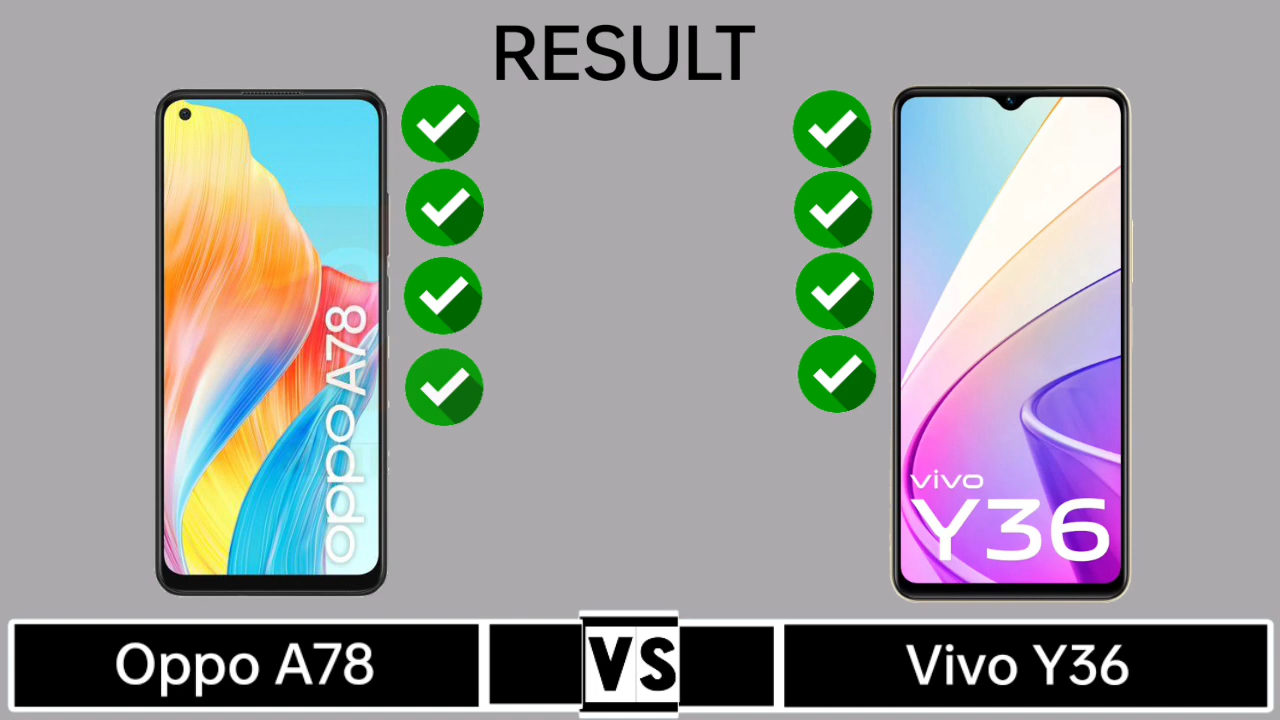 RESULT
oppo A78
vivo
Y36
Oppo A78
VS
Vivo Y36